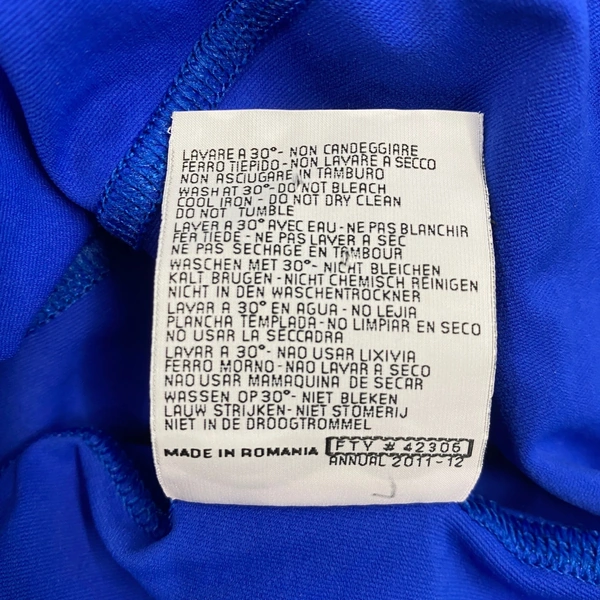 LAVARE A 30°- NON CANDEGGIARE
FERRO TIEPIDO - NON LAVARE A SECCO
NON ASCIUGARE IN TAMBURO
WASH AT 30°- DO NOT BLEACH
COOL IRON - DO NOT DRY CLEAN
DO NOT TUMBLE
LAVER A 30° AVEC EAU - NE PAS BLANCHIR
FER TIEDE - NE PAS LAVER A SEC
NE PAS SECHAGE EN TAMBOUR
WASCHEN MET 30°- NICHT BLEICHEN
KALT BRUGEN - NICHT CHEMISCH REINIGEN
NICHT IN DEN WASCHENTROCKNER
LAVAR A 30° EN AGUA - NO LEJIA
PLANCHA TEMPLADA - NO LIMPIAR EN SECO
NO USAR LA SECCADRA
LAVAR A 30°- NAO USAR LIXIVIA
FERRO MORNO - NAO LAVAR A SECO
NAO USAR MAMAQUINA DE SECAR
WASSEN OP 30°- NIET BLEKEN
LAUW STRIJKEN - NIET STOMERIJ
NIET IN DE DROOGTROMMEL
MADE IN ROMANIA FTV # 42306
ANNUAL 2011-12